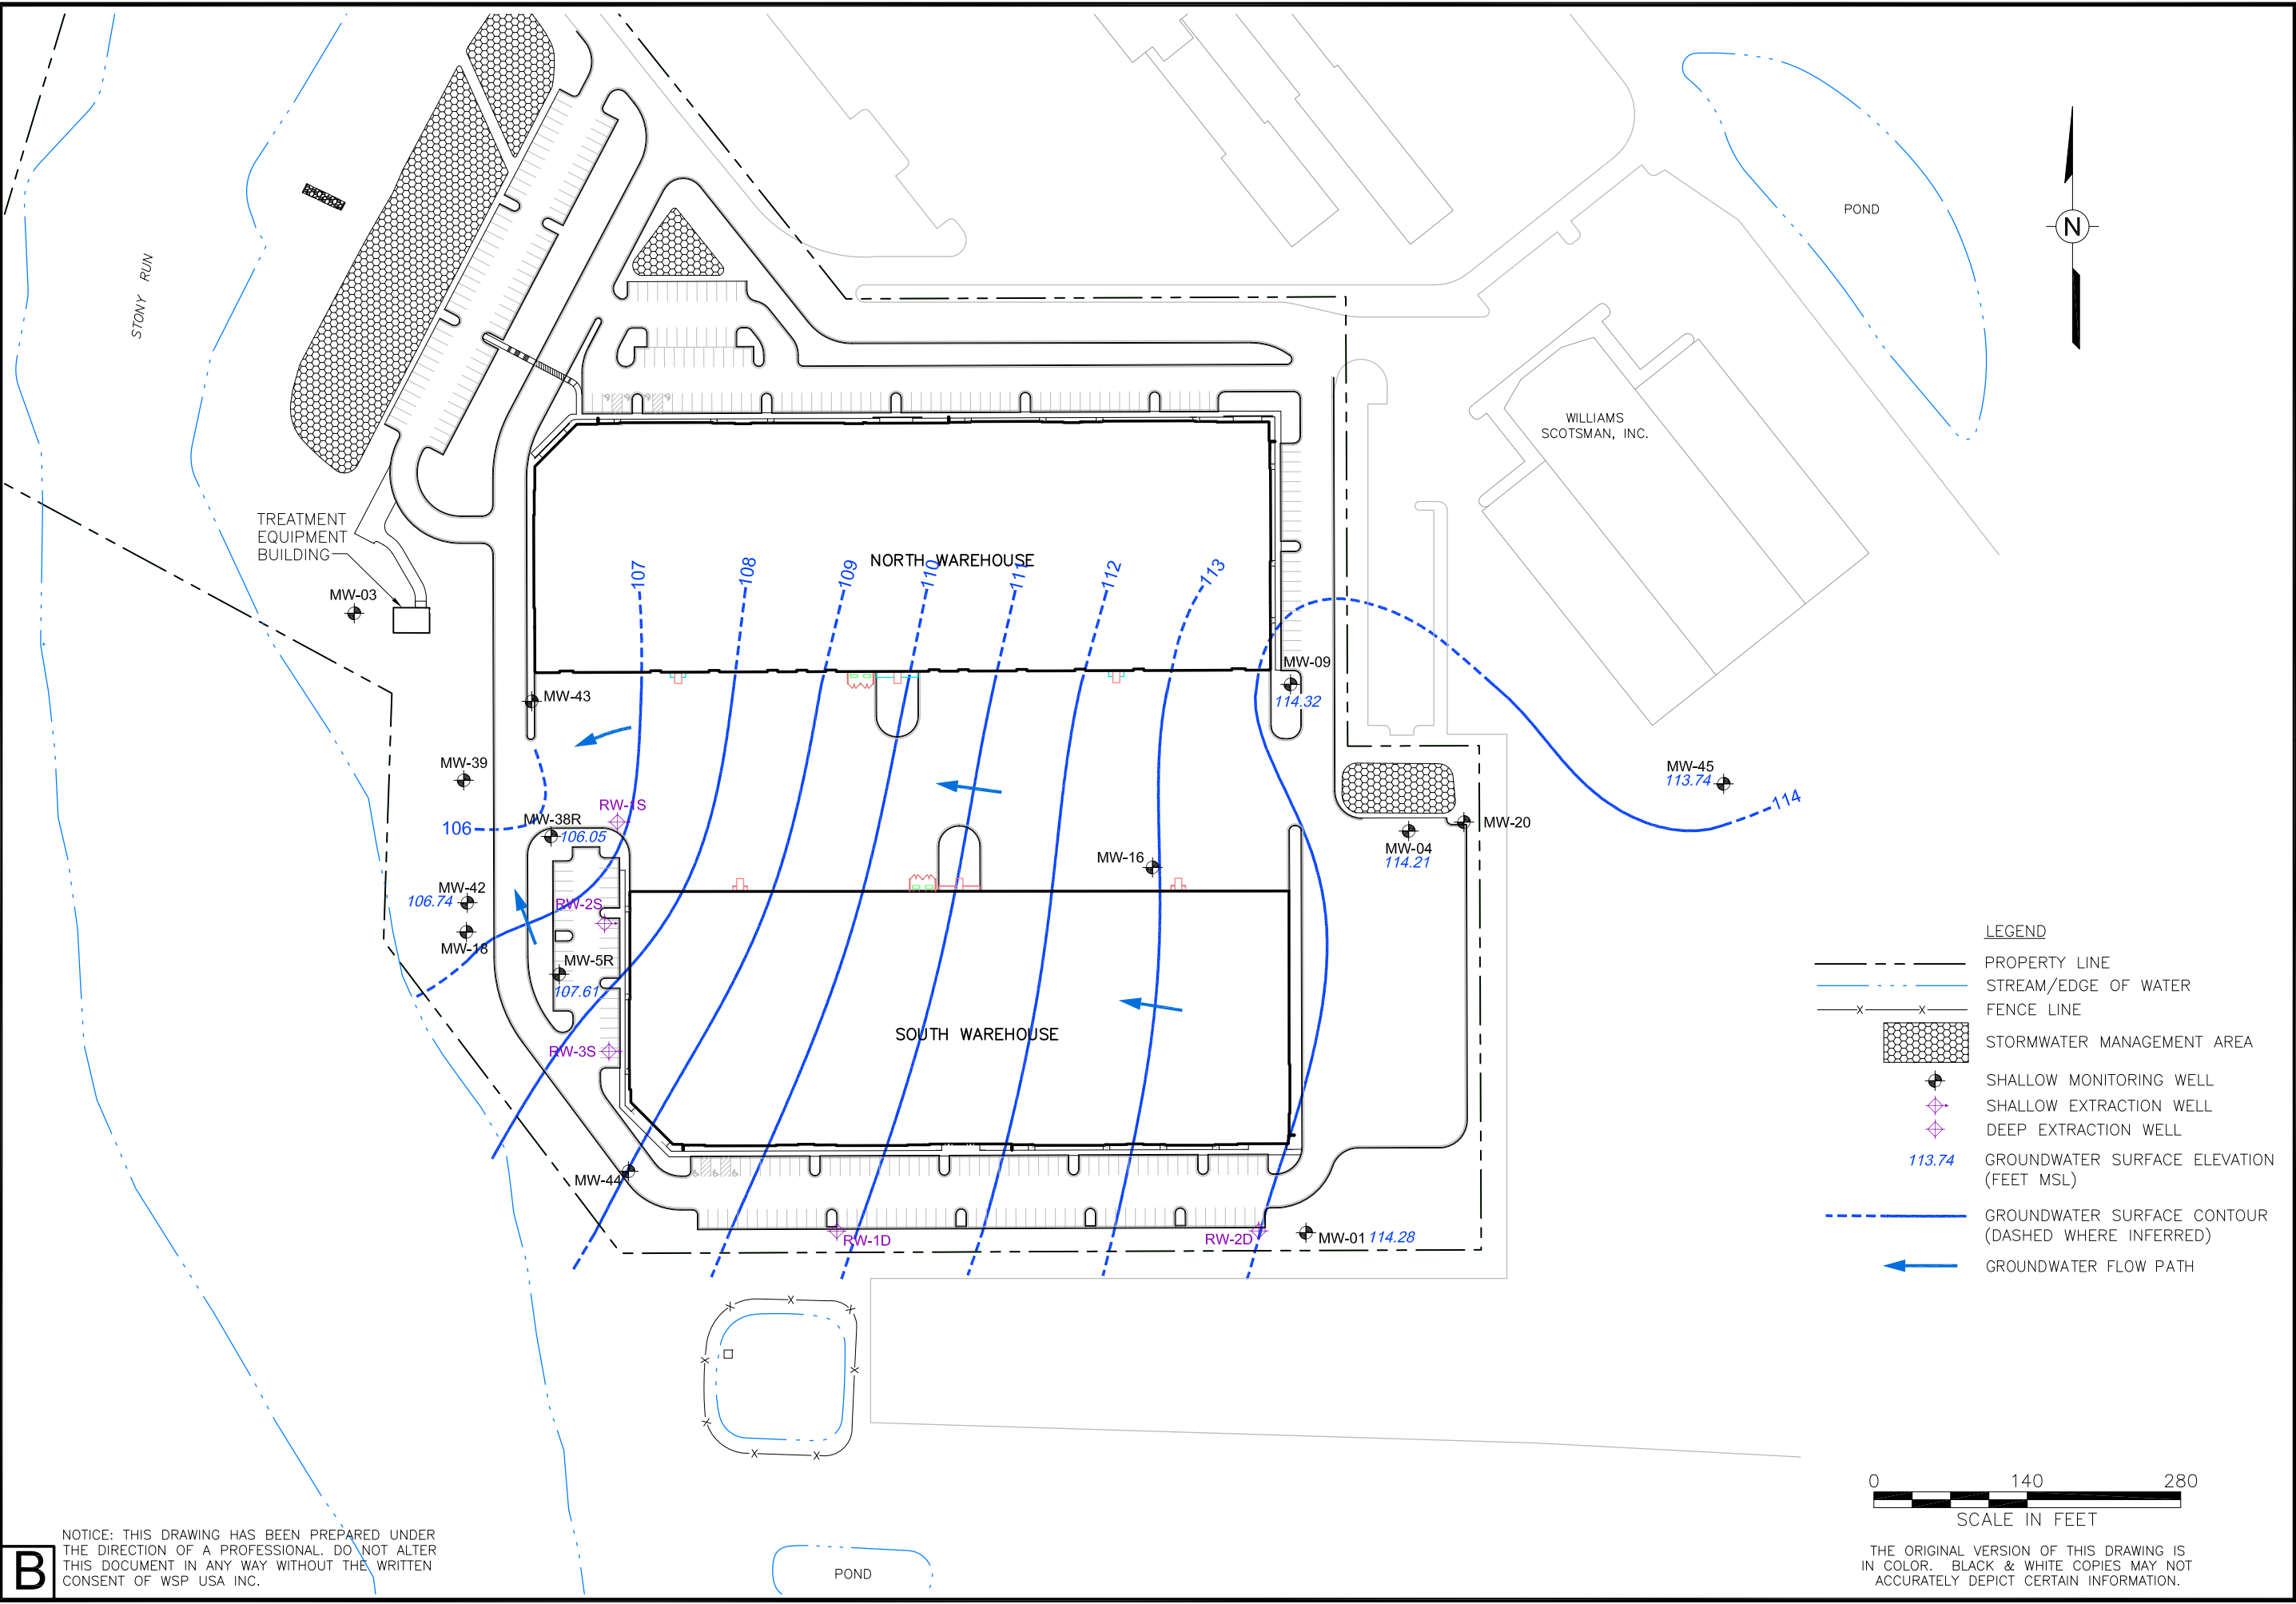 POND
N
STONY RUN
WILLIAMS
SCOTSMAN, INC.
TREATMENT
EQUIPMENT
BUILDING
NORTH WAREHOUSE
107
108
109
110
111
112
113
MW-03
MW-09
114.32
MW-43
MW-39
MW-45
113.74
114
RW-1S
106
MW-38R
106.05
MW-20
MW-04
114.21
MW-16
MW-42
106.74
RW-2S
MW-18
MW-5R
107.61
SOUTH WAREHOUSE
RW-3S
MW-44
RW-1D
RW-2D
MW-01 114.28
LEGEND
PROPERTY LINE
STREAM/EDGE OF WATER
X X
FENCE LINE
STORMWATER MANAGEMENT AREA
SHALLOW MONITORING WELL
SHALLOW EXTRACTION WELL
DEEP EXTRACTION WELL
113.74
GROUNDWATER SURFACE ELEVATION
(FEET MSL)
GROUNDWATER SURFACE CONTOUR
(DASHED WHERE INFERRED)
GROUNDWATER FLOW PATH
0 140 280
SCALE IN FEET
THE ORIGINAL VERSION OF THIS DRAWING IS
IN COLOR. BLACK & WHITE COPIES MAY NOT
ACCURATELY DEPICT CERTAIN INFORMATION.
POND
B
NOTICE: THIS DRAWING HAS BEEN PREPARED UNDER
THE DIRECTION OF A PROFESSIONAL. DO NOT ALTER
THIS DOCUMENT IN ANY WAY WITHOUT THE WRITTEN
CONSENT OF WSP USA INC.